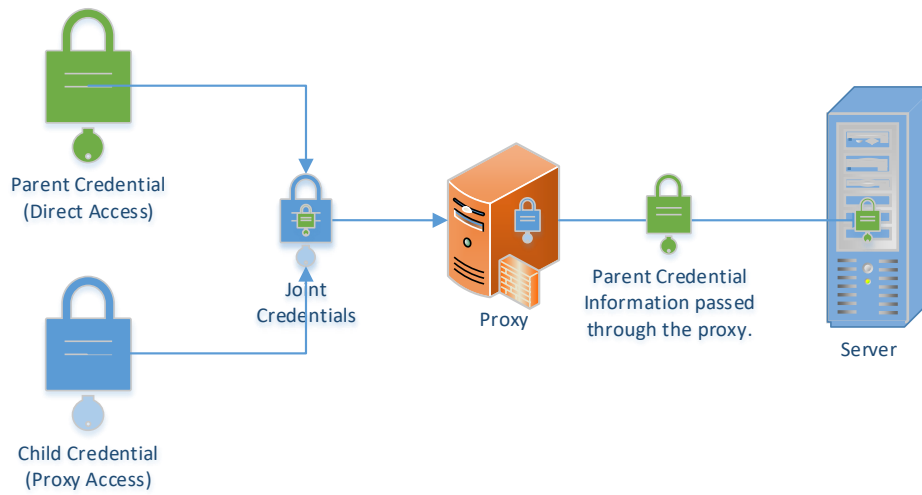 Parent Credential
(Direct Access)
Joint
Credentials
Proxy
Parent Credential
Information passed
through the proxy.
Server
Child Credential
(Proxy Access)